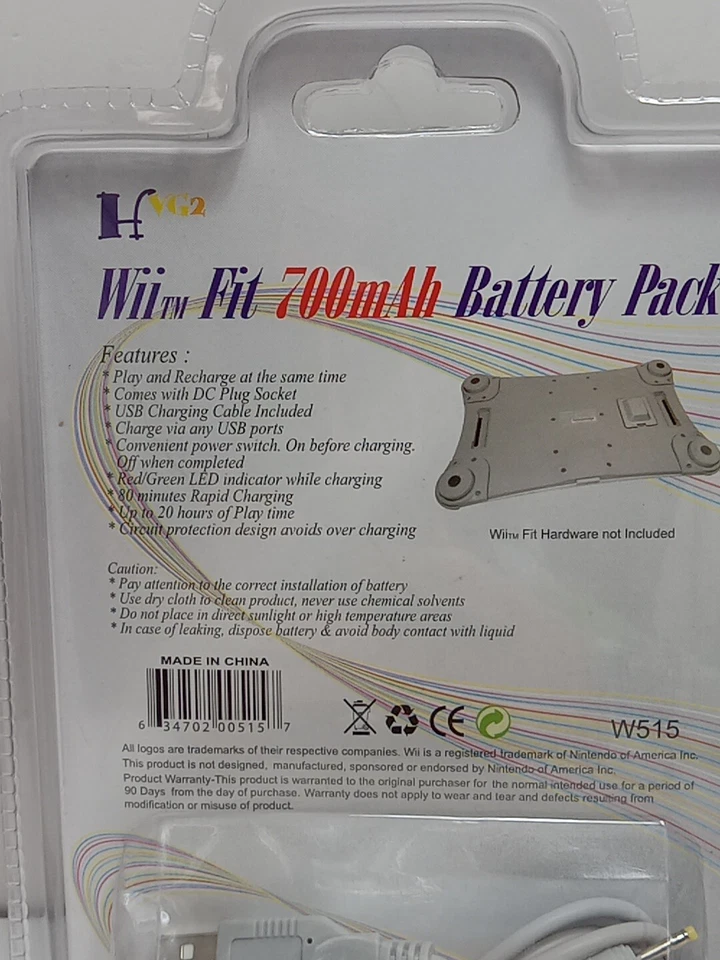 H VG2
Wii™ Fit 700mAh Battery Pack
Features :
* Play and Recharge at the same time
* Comes with DC Plug Socket
* USB Charging Cable Included
* Charge via any USB ports
* Convenient power switch. On before charging.
Off when completed
* Red/Green LED indicator while charging
* 80 minutes Rapid Charging
* Up to 20 hours of Play time
* Circuit protection design avoids over charging
Wii™ Fit Hardware not Included
Caution:
* Pay attention to the correct installation of battery
* Use dry cloth to clean product, never use chemical solvents
* Do not place in direct sunlight or high temperature areas
* In case of leaking, dispose battery & avoid body contact with liquid
MADE IN CHINA
6 34702 00515 7
CE
W515
All logos are trademarks of their respective companies. Wii is a registered trademark of Nintendo of America Inc.
This product is not designed, manufactured, sponsored or endorsed by Nintendo of America Inc.
Product Warranty-This product is warranted to the original purchaser for the normal intended use for a period of
90 Days from the day of purchase. Warranty does not apply to wear and tear and defects resulting from
modification or misuse of product.